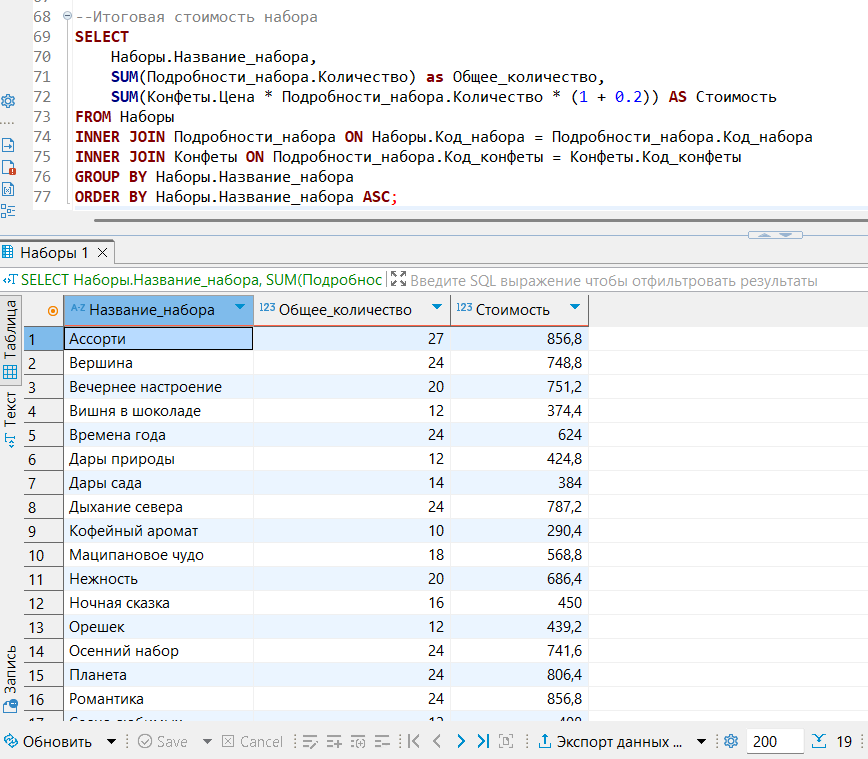 68 --Итоговая стоимость набора
69 SELECT
70 Наборы.Название_набора,
71 SUM(Подробности_набора.Количество) as Общее_количество,
72 SUM(Конфеты.Цена * Подробности_набора.Количество * (1 + 0.2)) AS Стоимость
73 FROM Наборы
74 INNER JOIN Подробности_набора ON Наборы.Код_набора = Подробности_набора.Код_набора
75 INNER JOIN Конфеты ON Подробности_набора.Код_конфеты = Конфеты.Код_конфеты
76 GROUP BY Наборы.Название_набора
77 ORDER BY Наборы.Название_набора ASC;
Наборы 1
SELECT Наборы.Название_набора, SUM(Подробнос Введите SQL выражение чтобы отфильтровать результаты
Таблица
Текст
Запись
A-Z Название_набора 123 Общее_количество 123 Стоимость
1 Ассорти 27 856,8
2 Вершина 24 748,8
3 Вечернее настроение 20 751,2
4 Вишня в шоколаде 12 374,4
5 Времена года 24 624
6 Дары природы 12 424,8
7 Дары сада 14 384
8 Дыхание севера 24 787,2
9 Кофейный аромат 10 290,4
10 Маципановое чудо 18 568,8
11 Нежность 20 686,4
12 Ночная сказка 16 450
13 Орешек 12 439,2
14 Осенний набор 24 741,6
15 Планета 24 806,4
16 Романтика 24 856,8
Обновить Save Cancel Экспорт данных ... 200 19